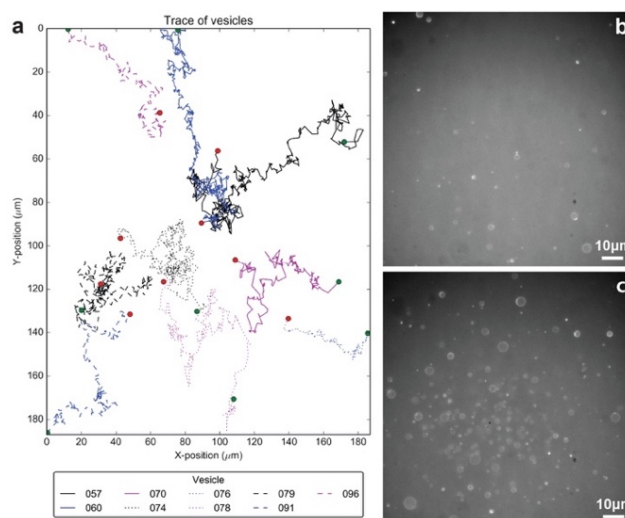 a
Trace of vesicles
0
20
40
60
80
100
120
140
160
180
Y-position (μm)
0 20 40 60 80 100 120 140 160 180
X-position (μm)
Vesicle
057 070 076 079 096
060 074 078 091
b
10μm
c
10μm